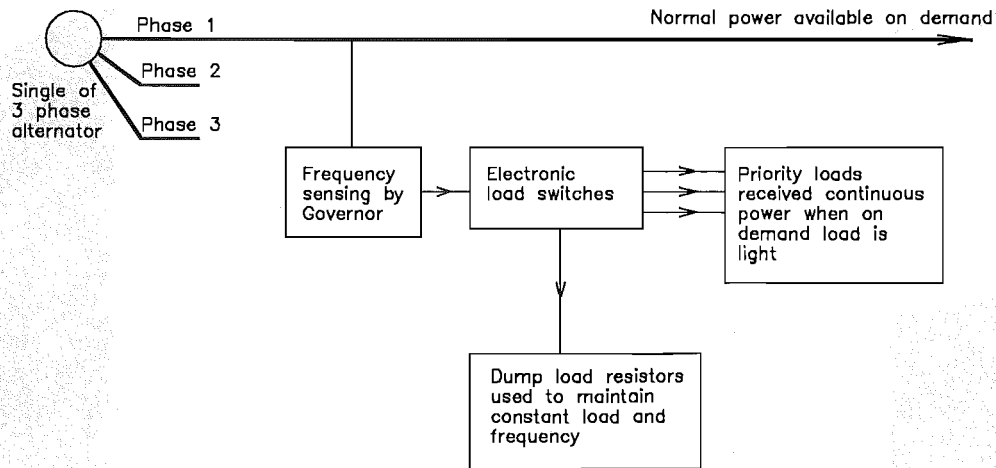 Normal power available on demand
Phase 1
Phase 2
Phase 3
Single of
3 phase
alternator
Frequency
sensing by
Governor
Electronic
load switches
Priority loads
received continuous
power when on
demand load is
light
Dump load resistors
used to maintain
constant load and
frequency